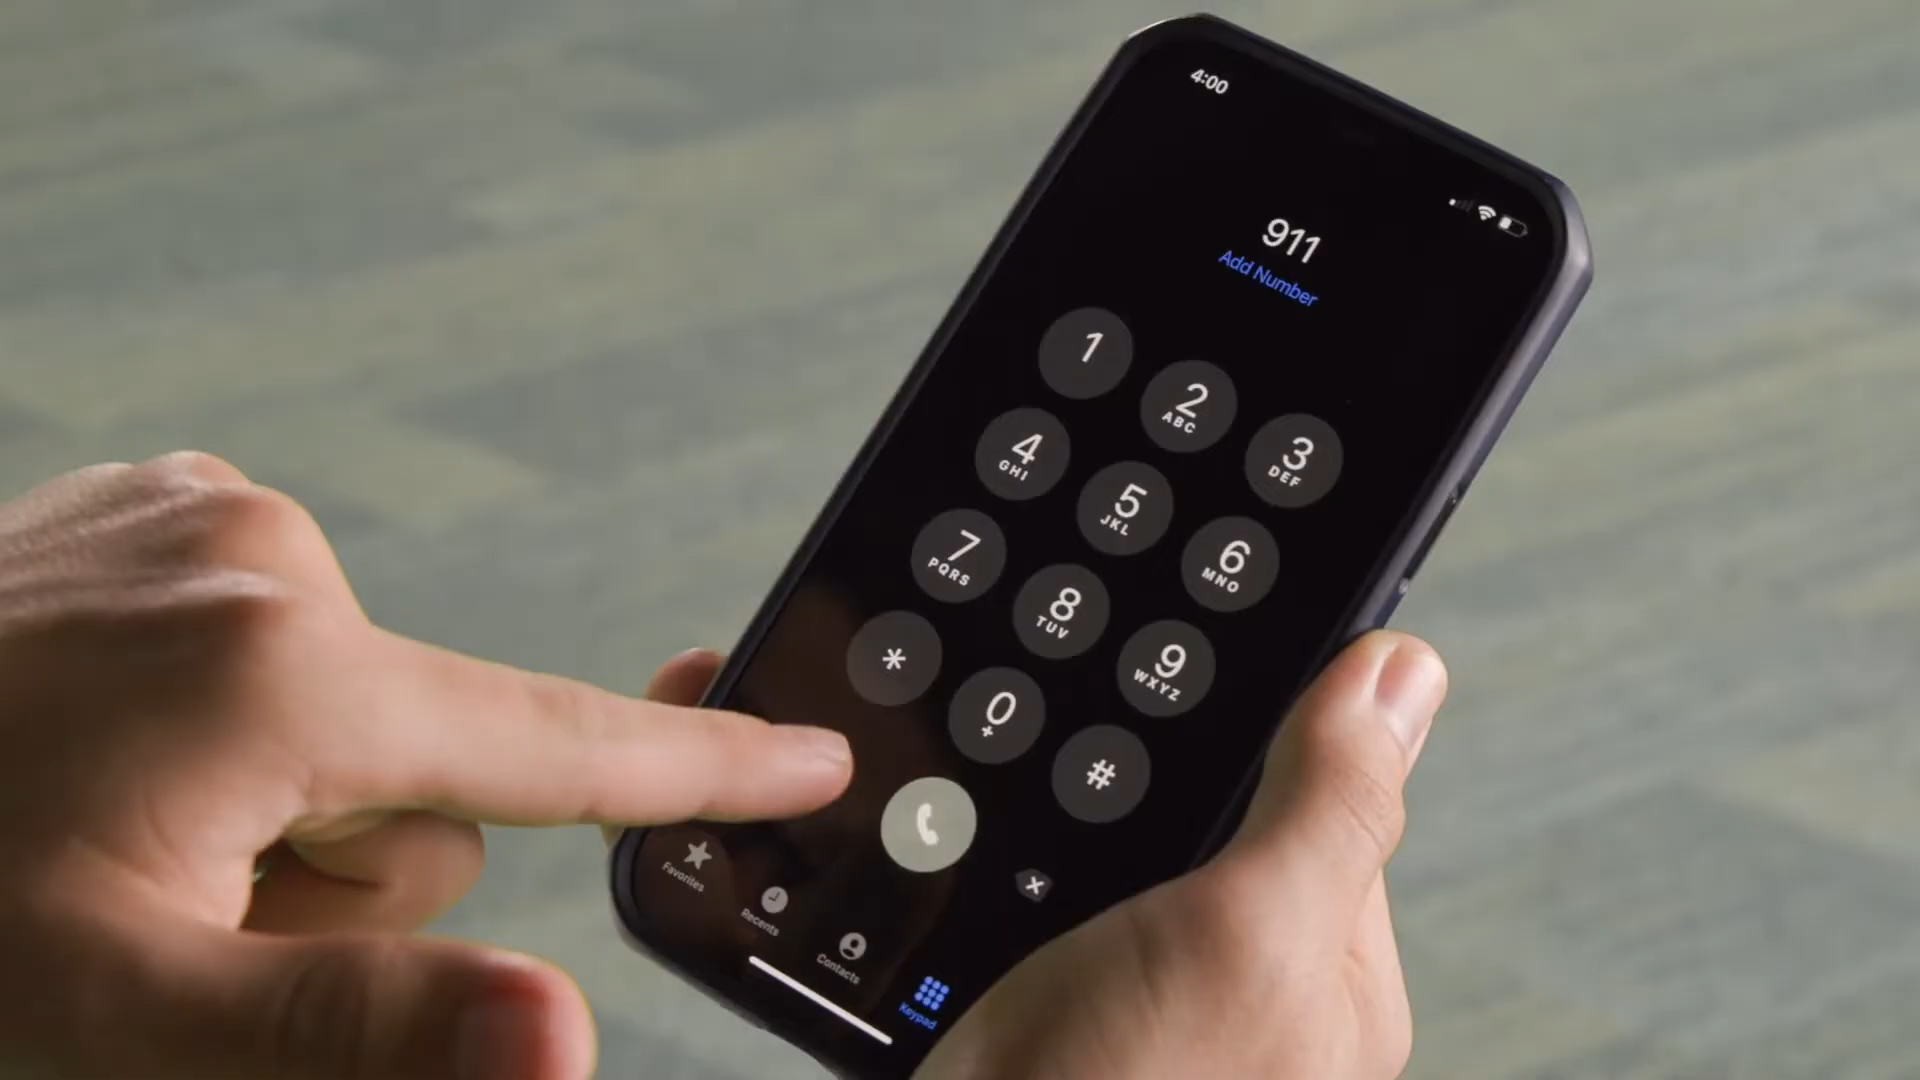 4:00
911
Add Number
1
2
ABC
3
DEF
4
GHI
5
JKL
6
MNO
7
PQRS
8
TUV
9
WXYZ
*
0
+
#
Favorites
Recents
Contacts
Keypad